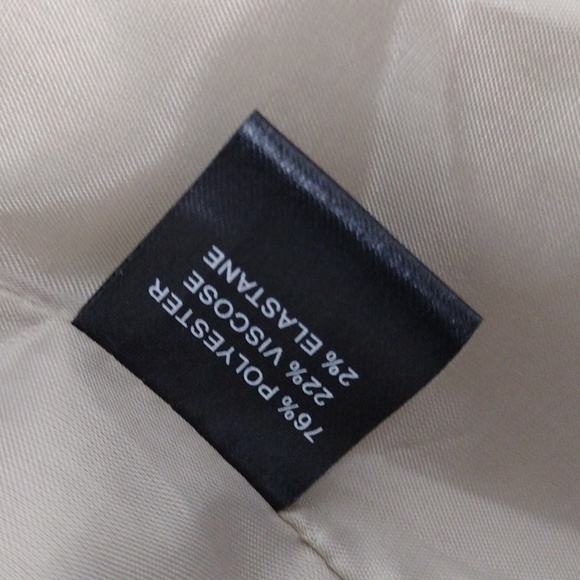 76% POLYESTER
22% VISCOSE
2% ELASTANE